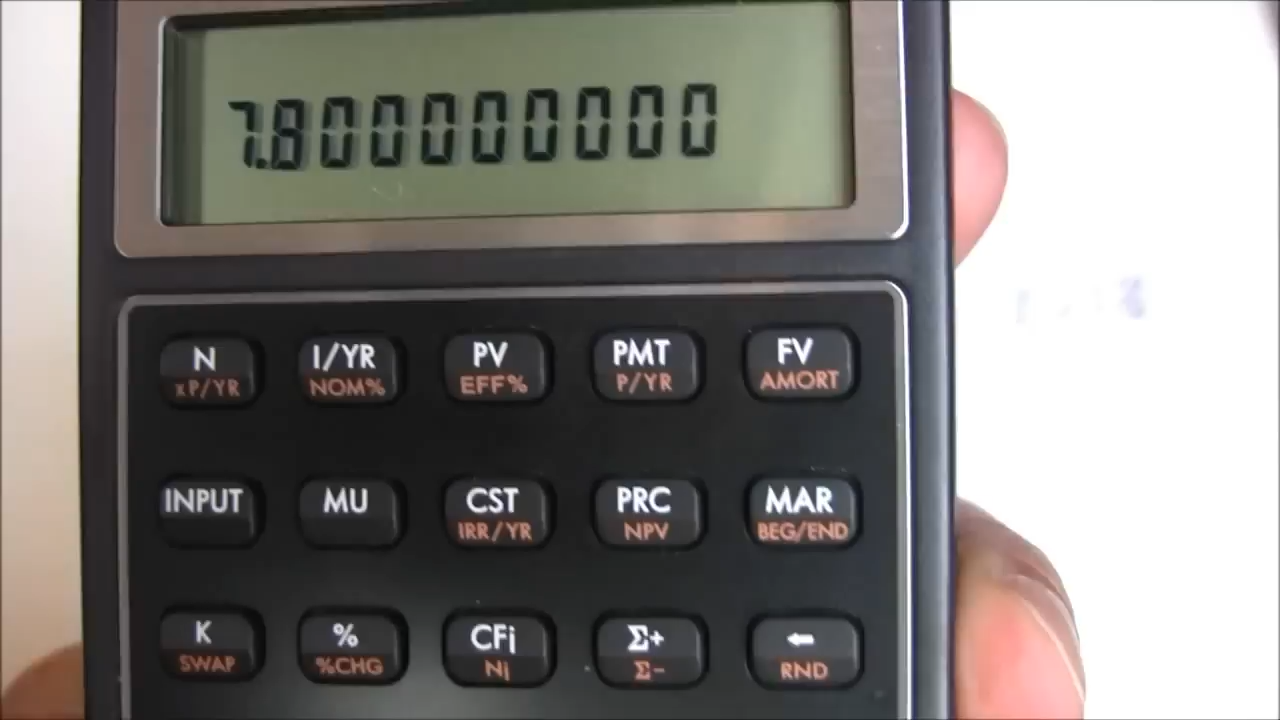 7.800000000
N I/YR PV PMT FV
xP/YR NOM% EFF% P/YR AMORT
INPUT MU CST PRC MAR
IRR/YR NPV BEG/END
K % CFj Σ+ ←
SWAP %CHG Nj Σ− RND